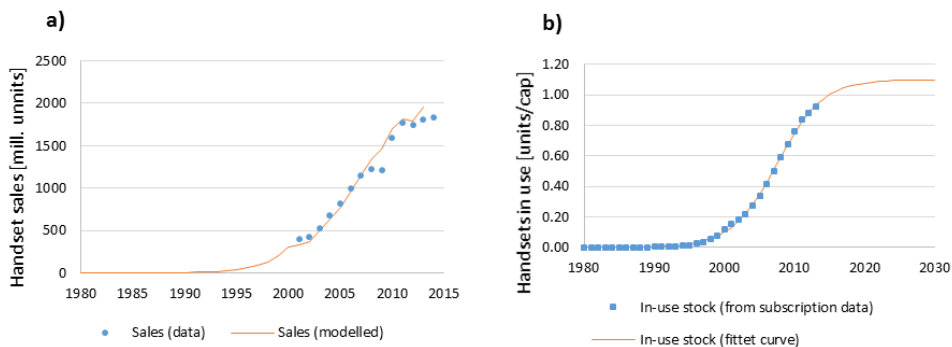 a)
Handset sales [mill. unnits]
2500
2000
1500
1000
500
0
1980 1985 1990 1995 2000 2005 2010 2015
Sales (data) Sales (modelled)
b)
Handsets in use [units/cap]
1.20
1.00
0.80
0.60
0.40
0.20
0.00
1980 1990 2000 2010 2020 2030
In-use stock (from subscription data)
In-use stock (fittet curve)